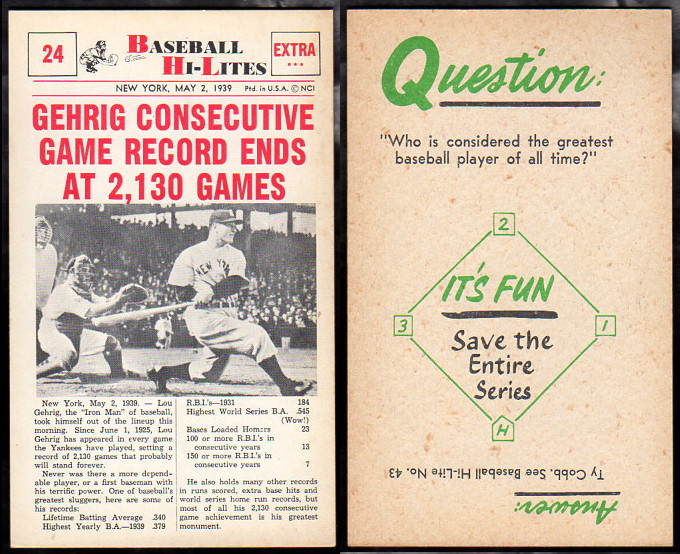 24
BASEBALL
HI-LITES
EXTRA
***
NEW YORK, MAY 2, 1939 Ptd. in U.S.A. © NCI
GEHRIG CONSECUTIVE
GAME RECORD ENDS
AT 2,130 GAMES
NEW YORK
New York, May 2, 1939. — Lou
Gehrig, the "Iron Man" of baseball,
took himself out of the lineup this
morning. Since June 1, 1925, Lou
Gehrig has appeared in every game
the Yankees have played, setting a
record of 2,130 games that probably
will stand forever.
Never was there a more depend-
able player, or a first baseman with
his terrific power. One of baseball's
greatest sluggers, here are some of
his records:
Lifetime Batting Average .340
Highest Yearly B.A.—1939 .379
R.B.I.'s—1931 184
Highest World Series B.A. .545
(Wow!)
Bases Loaded Homers 23
100 or more R.B.I.'s in
consecutive years 13
150 or more R.B.I.'s in
consecutive years 7
He also holds many other records
in runs scored, extra base hits and
world series home run records, but
most of all his 2,130 consecutive
game achievement is his greatest
monument.
Question:
"Who is considered the greatest
baseball player of all time?"
2
3
1
H
IT'S FUN
Save the
Entire
Series
Answer:
Ty Cobb. See Baseball Hi-Lite No. 43